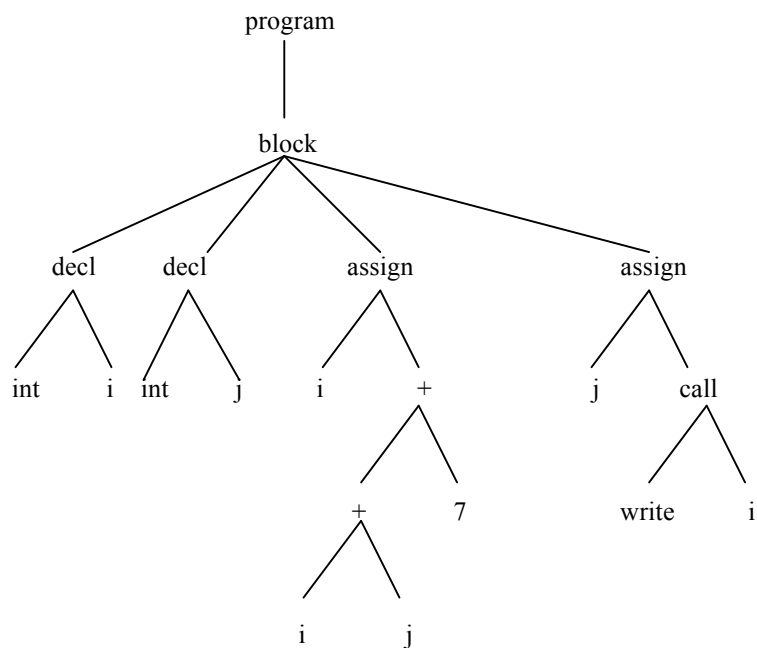 program
block
decl decl assign assign
int i int j i + j call
+ 7 write i
i j